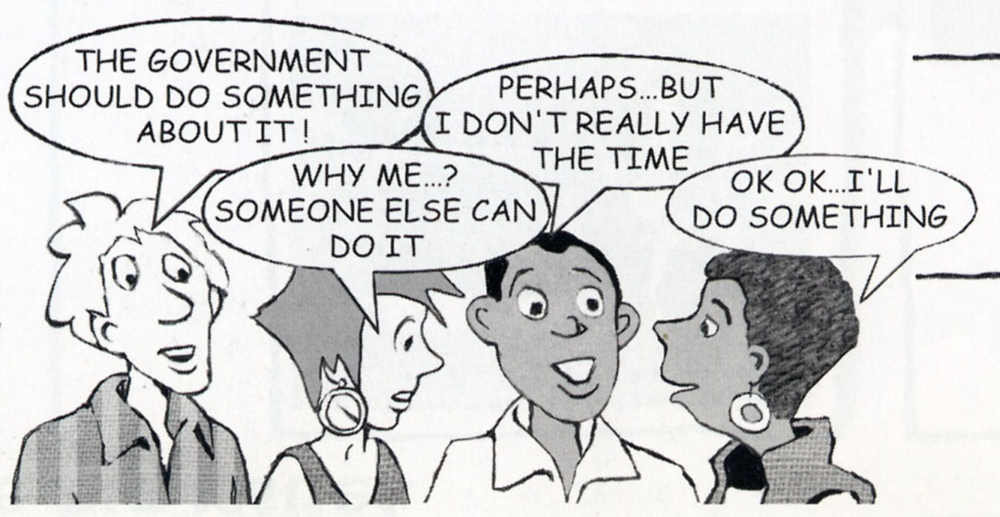 THE GOVERNMENT
SHOULD DO SOMETHING
ABOUT IT!
WHY ME...?
SOMEONE ELSE CAN
DO IT
PERHAPS...BUT
I DON'T REALLY HAVE
THE TIME
OK OK...I'LL
DO SOMETHING